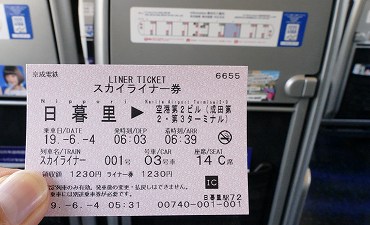 京成電鉄 LINER TICKET 6655
スカイライナー券
Nippori Narita Airport Terminal 2·3
日暮里 ▶ 空港第2ビル(成田第
2・第3ターミナル)
乗車日/DATE 発時刻/DEP 着時刻/ARR
19.-6.-4 06:03 06:39
列車名/TRAIN 号車/CAR 座席/SEAT
スカイライナー 001号 03号車 14 C席
領収額 1230円 ライナー券 1230円
19.-6.-4 05:31
IC
日暮里駅72
00740-001-001